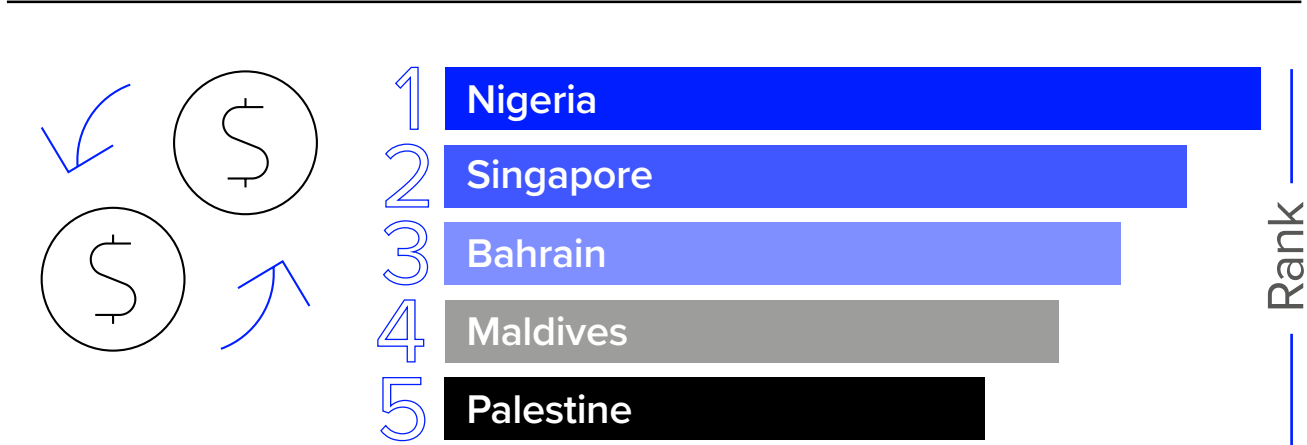 $
$
1 Nigeria
2 Singapore
3 Bahrain
4 Maldives
5 Palestine
Rank